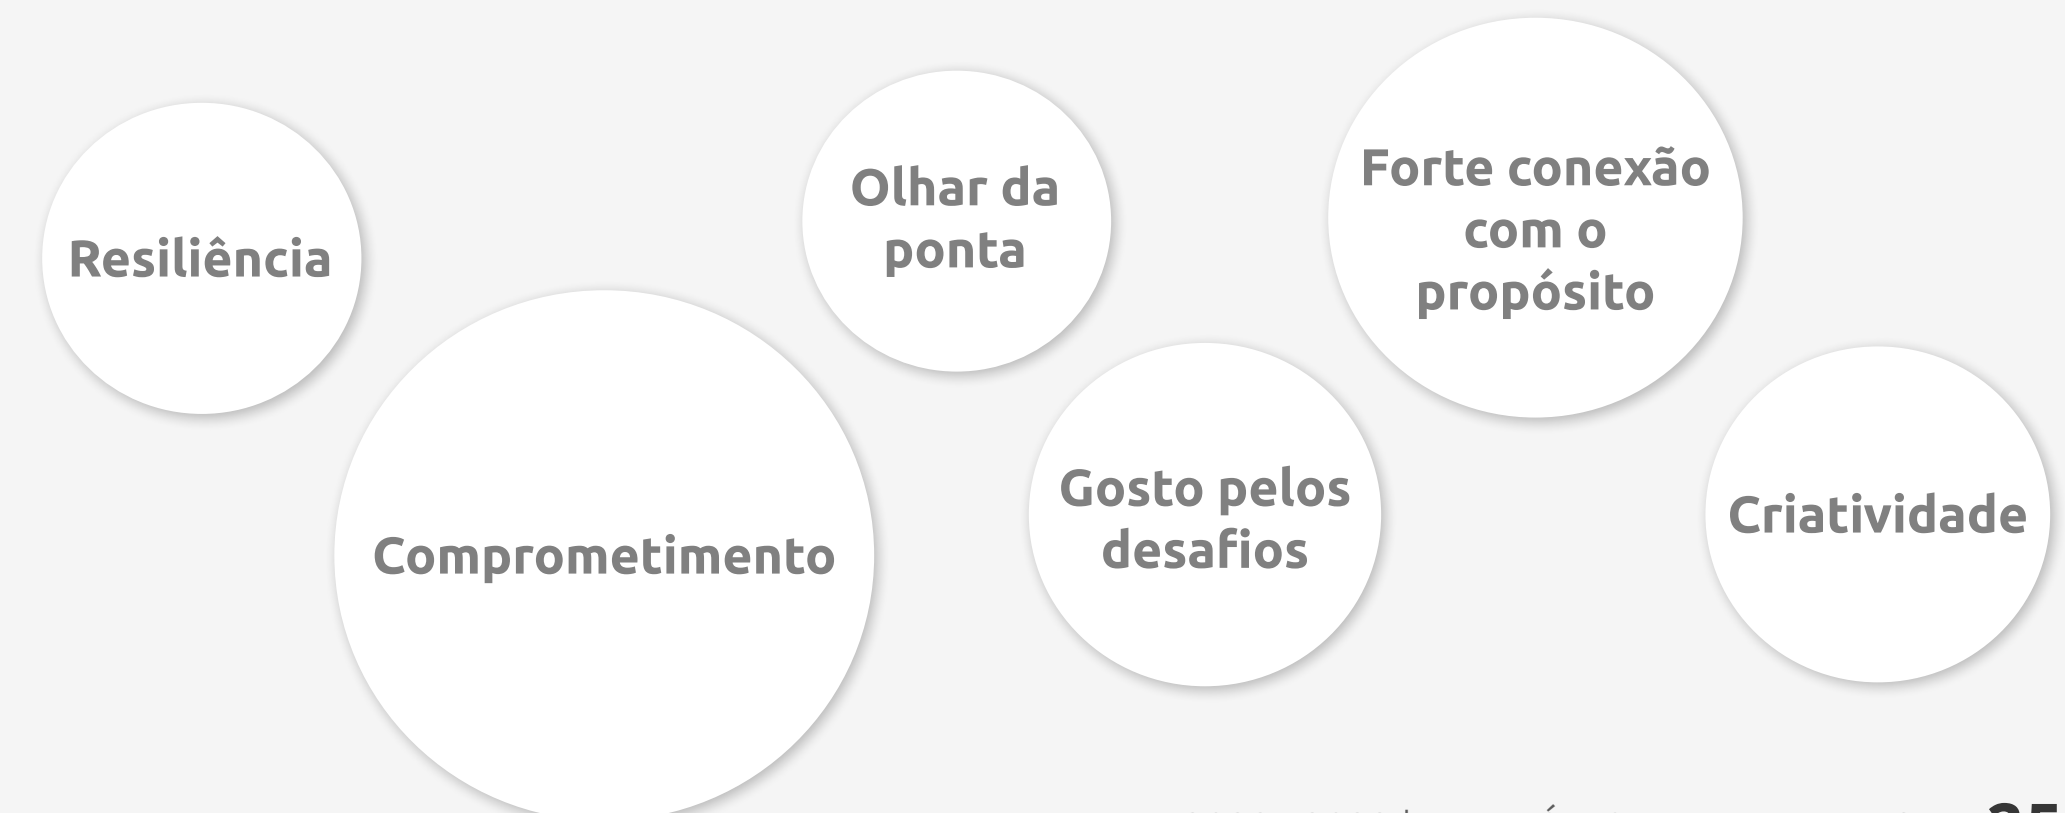 Resiliência
Comprometimento
Olhar da
ponta
Gosto pelos
desafios
Forte conexão
com o
propósito
Criatividade